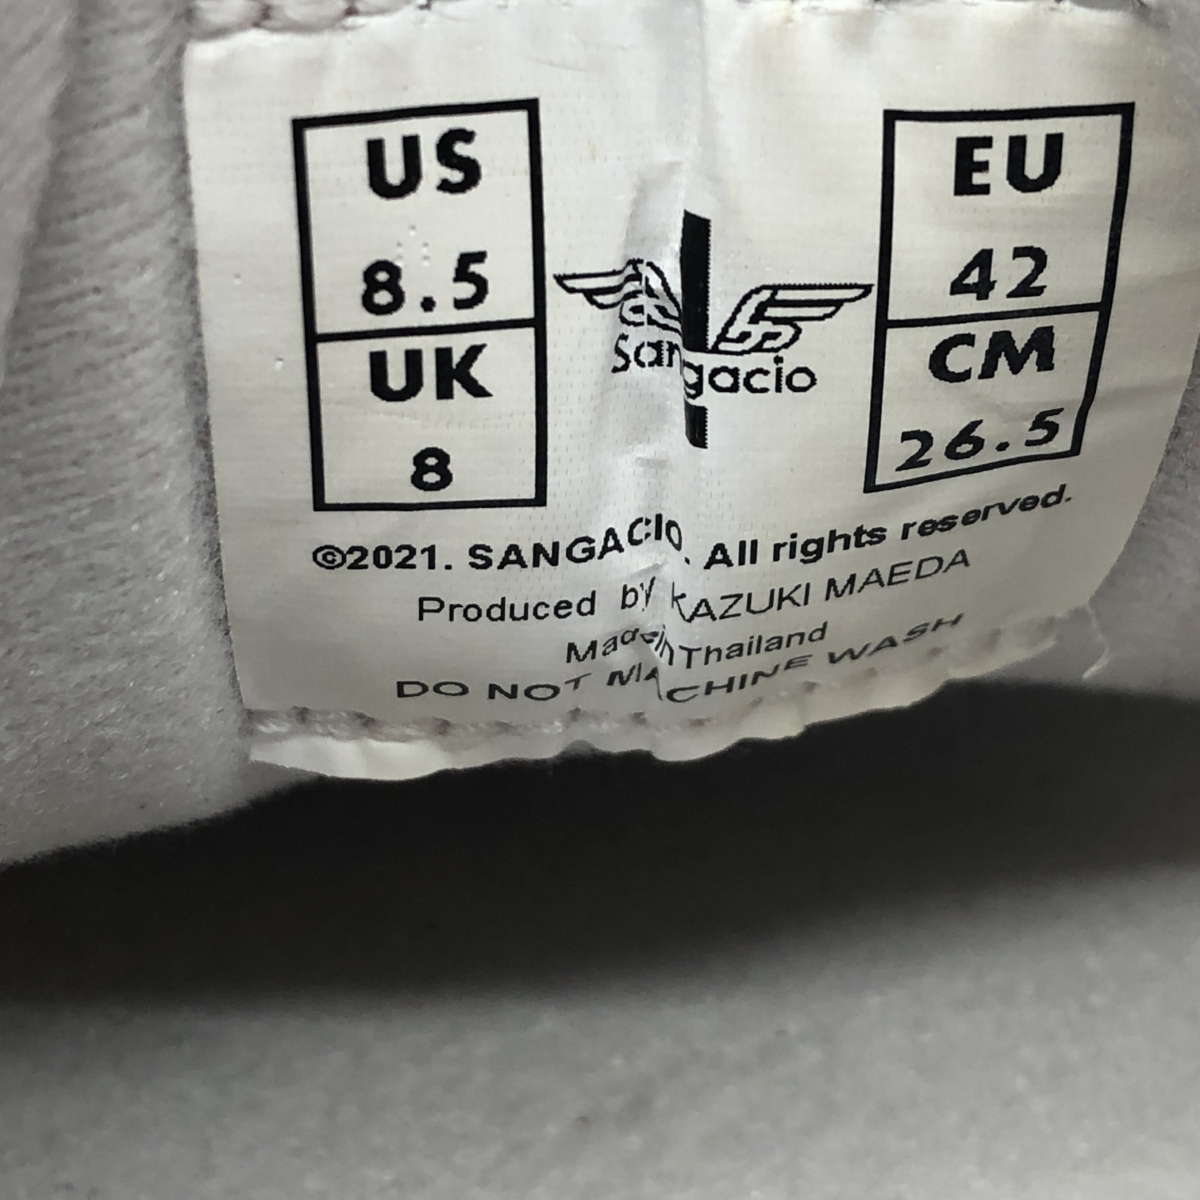 US
8.5
UK
8
Sangacio
EU
42
CM
26.5
©2021. SANGACIO. All rights reserved.
Produced by KAZUKI MAEDA
Made in Thailand
DO NOT MACHINE WASH